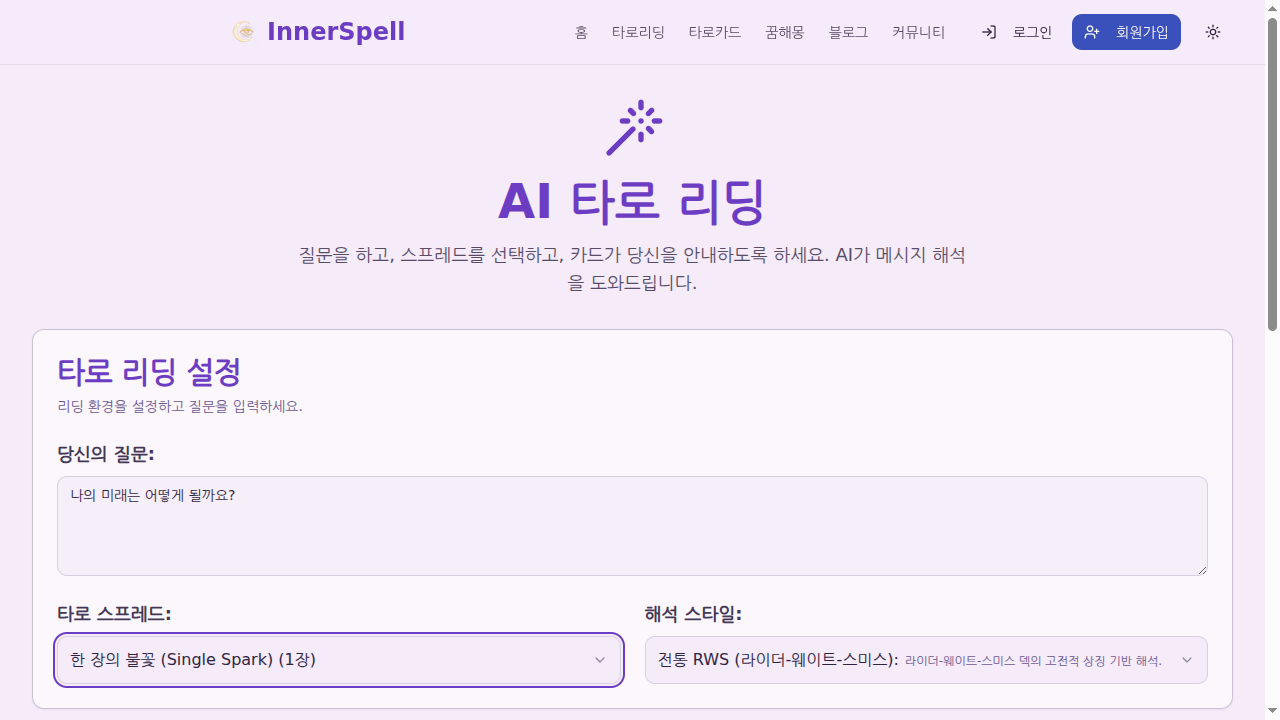 InnerSpell
홈 타로리딩 타로카드 꿈해몽 블로그 커뮤니티 로그인 회원가입
AI 타로 리딩
질문을 하고, 스프레드를 선택하고, 카드가 당신을 안내하도록 하세요. AI가 메시지 해석
을 도와드립니다.
타로 리딩 설정
리딩 환경을 설정하고 질문을 입력하세요.
당신의 질문:
나의 미래는 어떻게 될까요?
타로 스프레드:
한 장의 불꽃 (Single Spark) (1장)
해석 스타일:
전통 RWS (라이더-웨이트-스미스): 라이더-웨이트-스미스 덱의 고전적 상징 기반 해석.